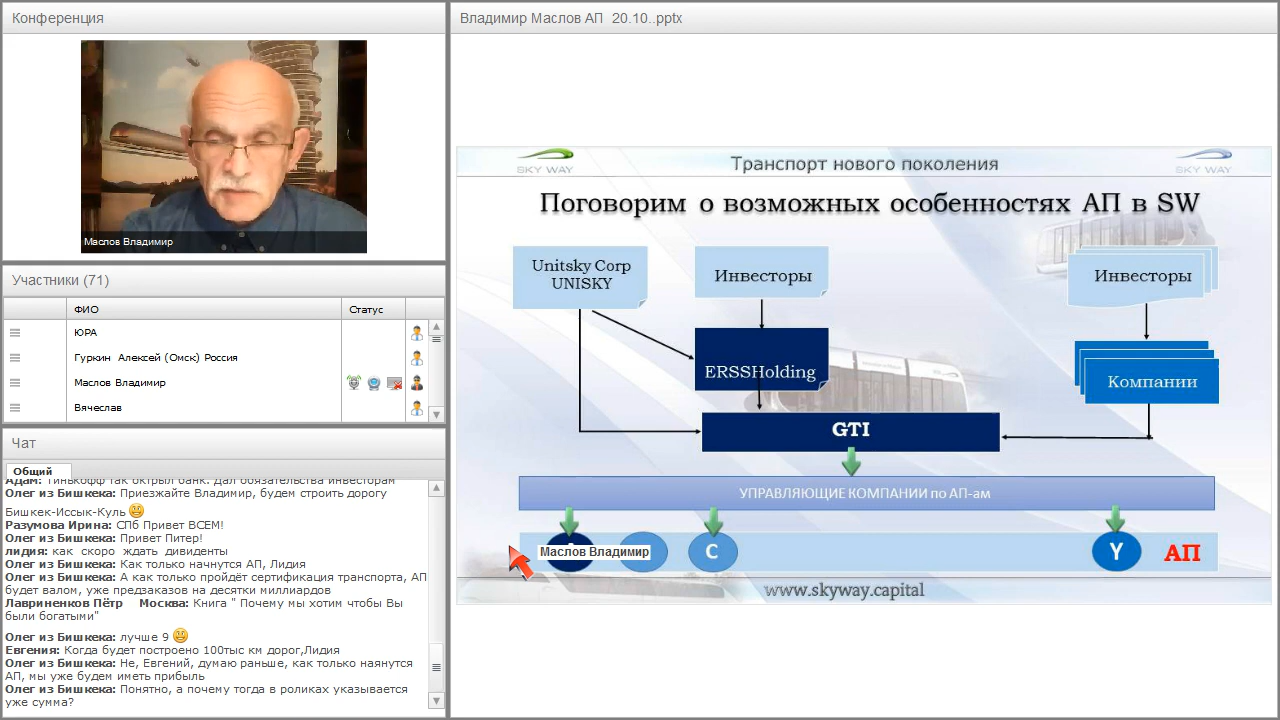 Конференция
Маслов Владимир
Участники (71)
ФИО
Статус
ЮРА
Гуркин Алексей (Омск) Россия
Маслов Владимир
Вячеслав
Чат
Общий
Адам: Тинькофф так октрыл банк. Дал обязательства инвесторам
Олег из Бишкека: Приезжайте Владимир, будем строить дорогу
Бишкек-Иссык-Куль
Разумова Ирина: СПб Привет ВСЕМ!
Олег из Бишкека: Привет Питер!
лидия: как скоро ждать дивиденты
Олег из Бишкека: Как только начнутся АП, Лидия
Олег из Бишкека: А как только пройдёт сертификация транспорта, АП
будет валом, уже предзаказов на десятки миллиардов
Лавриненков Пётр Москва: Книга " Почему мы хотим чтобы Вы
были богатыми"
Олег из Бишкека: лучше 9
Евгения: Когда будет построено 100тыс км дорог,Лидия
Олег из Бишкека: Не, Евгений, думаю раньше, как только наянутся
АП, мы уже будем иметь прибыль
Олег из Бишкека: Понятно, а почему тогда в роликах указывается
уже сумма?
Владимир Маслов АП 20.10..pptx
SKY WAY
Транспорт нового поколения
SKY WAY
Поговорим о возможных особенностях АП в SW
Unitsky Corp
UNISKY
Инвесторы
Инвесторы
ERSSHolding
Компании
GTI
УПРАВЛЯЮЩИЕ КОМПАНИИ по АП-ам
Маслов Владимир
C
Y
АП
www.skyway.capital